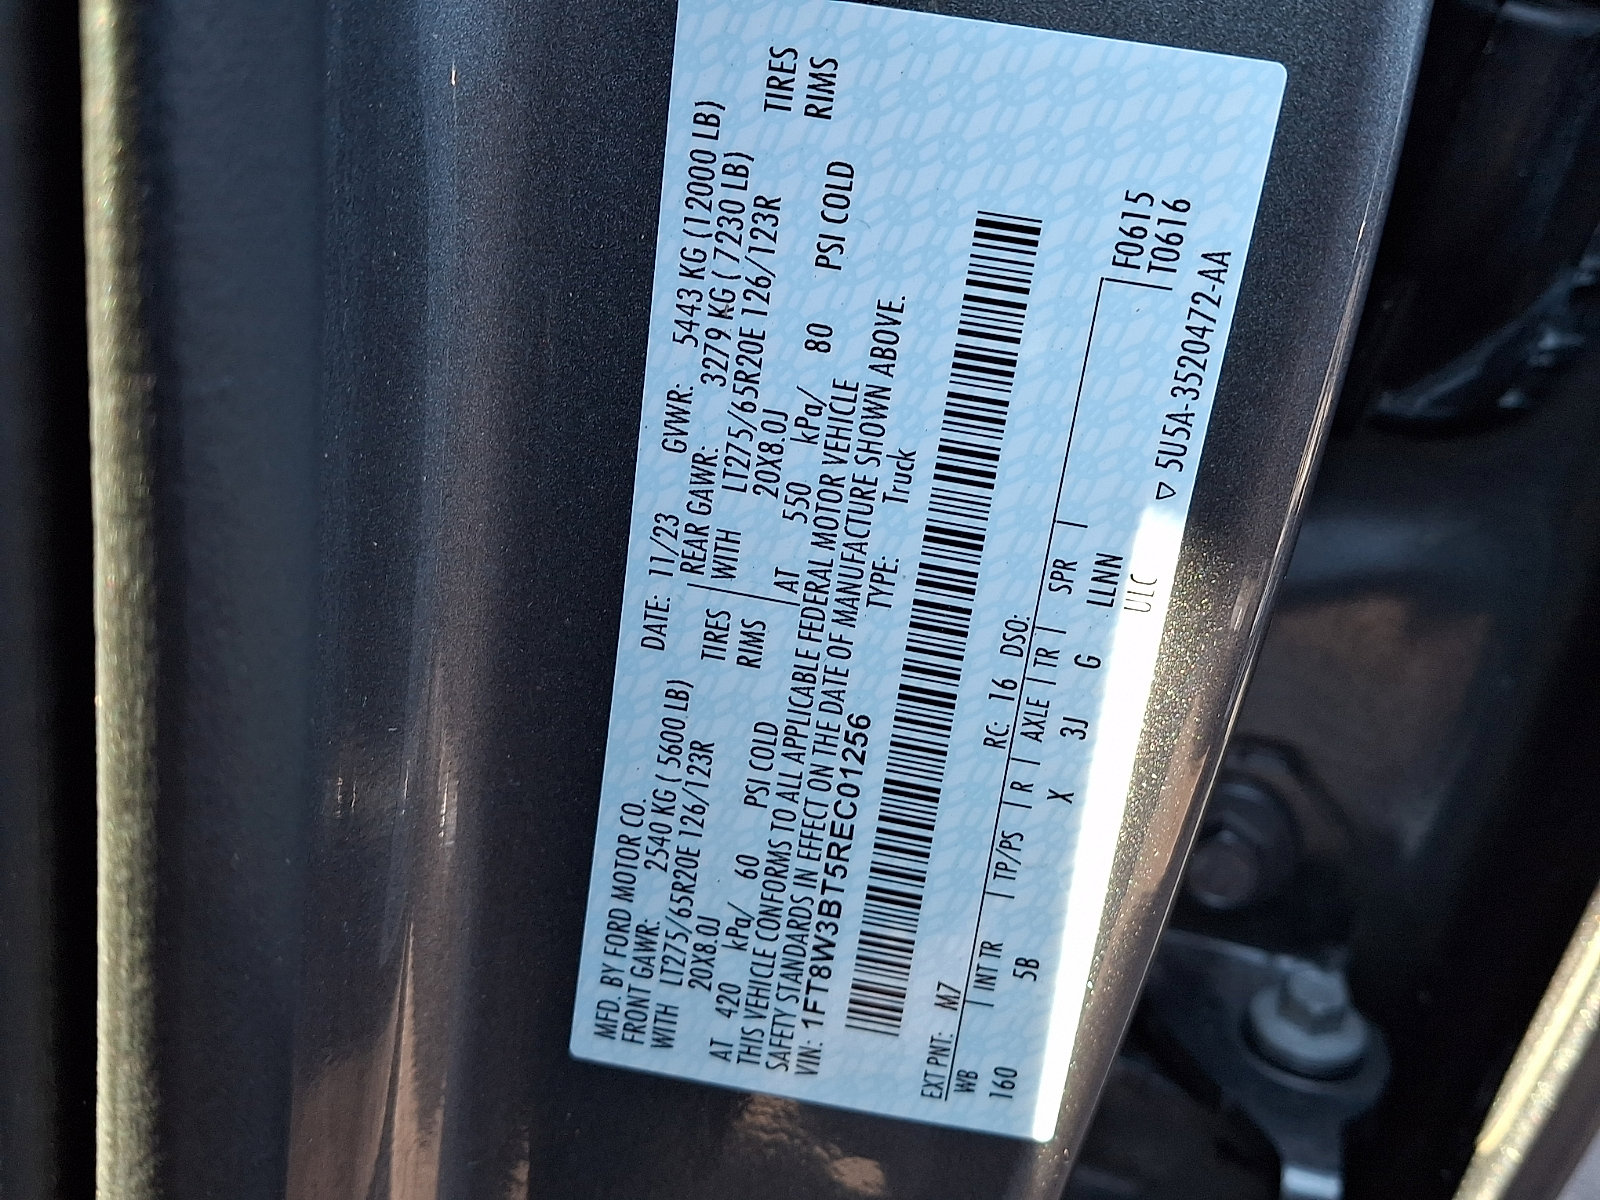 MFD. BY FORD MOTOR CO. DATE: 11/23 GVWR: 5443 KG (12000 LB)
FRONT GAWR: 2540 KG ( 5600 LB) REAR GAWR: 3279 KG ( 7230 LB)
WITH LT275/65R20E 126/123R TIRES WITH LT275/65R20E 126/123R TIRES
20X8.0J RIMS 20X8.0J RIMS
AT 420 kPa/ 60 PSI COLD AT 550 kPa/ 80 PSI COLD
THIS VEHICLE CONFORMS TO ALL APPLICABLE FEDERAL MOTOR VEHICLE
SAFETY STANDARDS IN EFFECT ON THE DATE OF MANUFACTURE SHOWN ABOVE.
VIN: 1FT8W3BT5REC01256 TYPE: Truck
EXT PNT: M7 RC: 16 DSO: F0615
WB INT TR TP/PS R AXLE TR SPR T0616
160 5B X 3J G LLNN
ULC ▽ 5U5A-3520472-AA